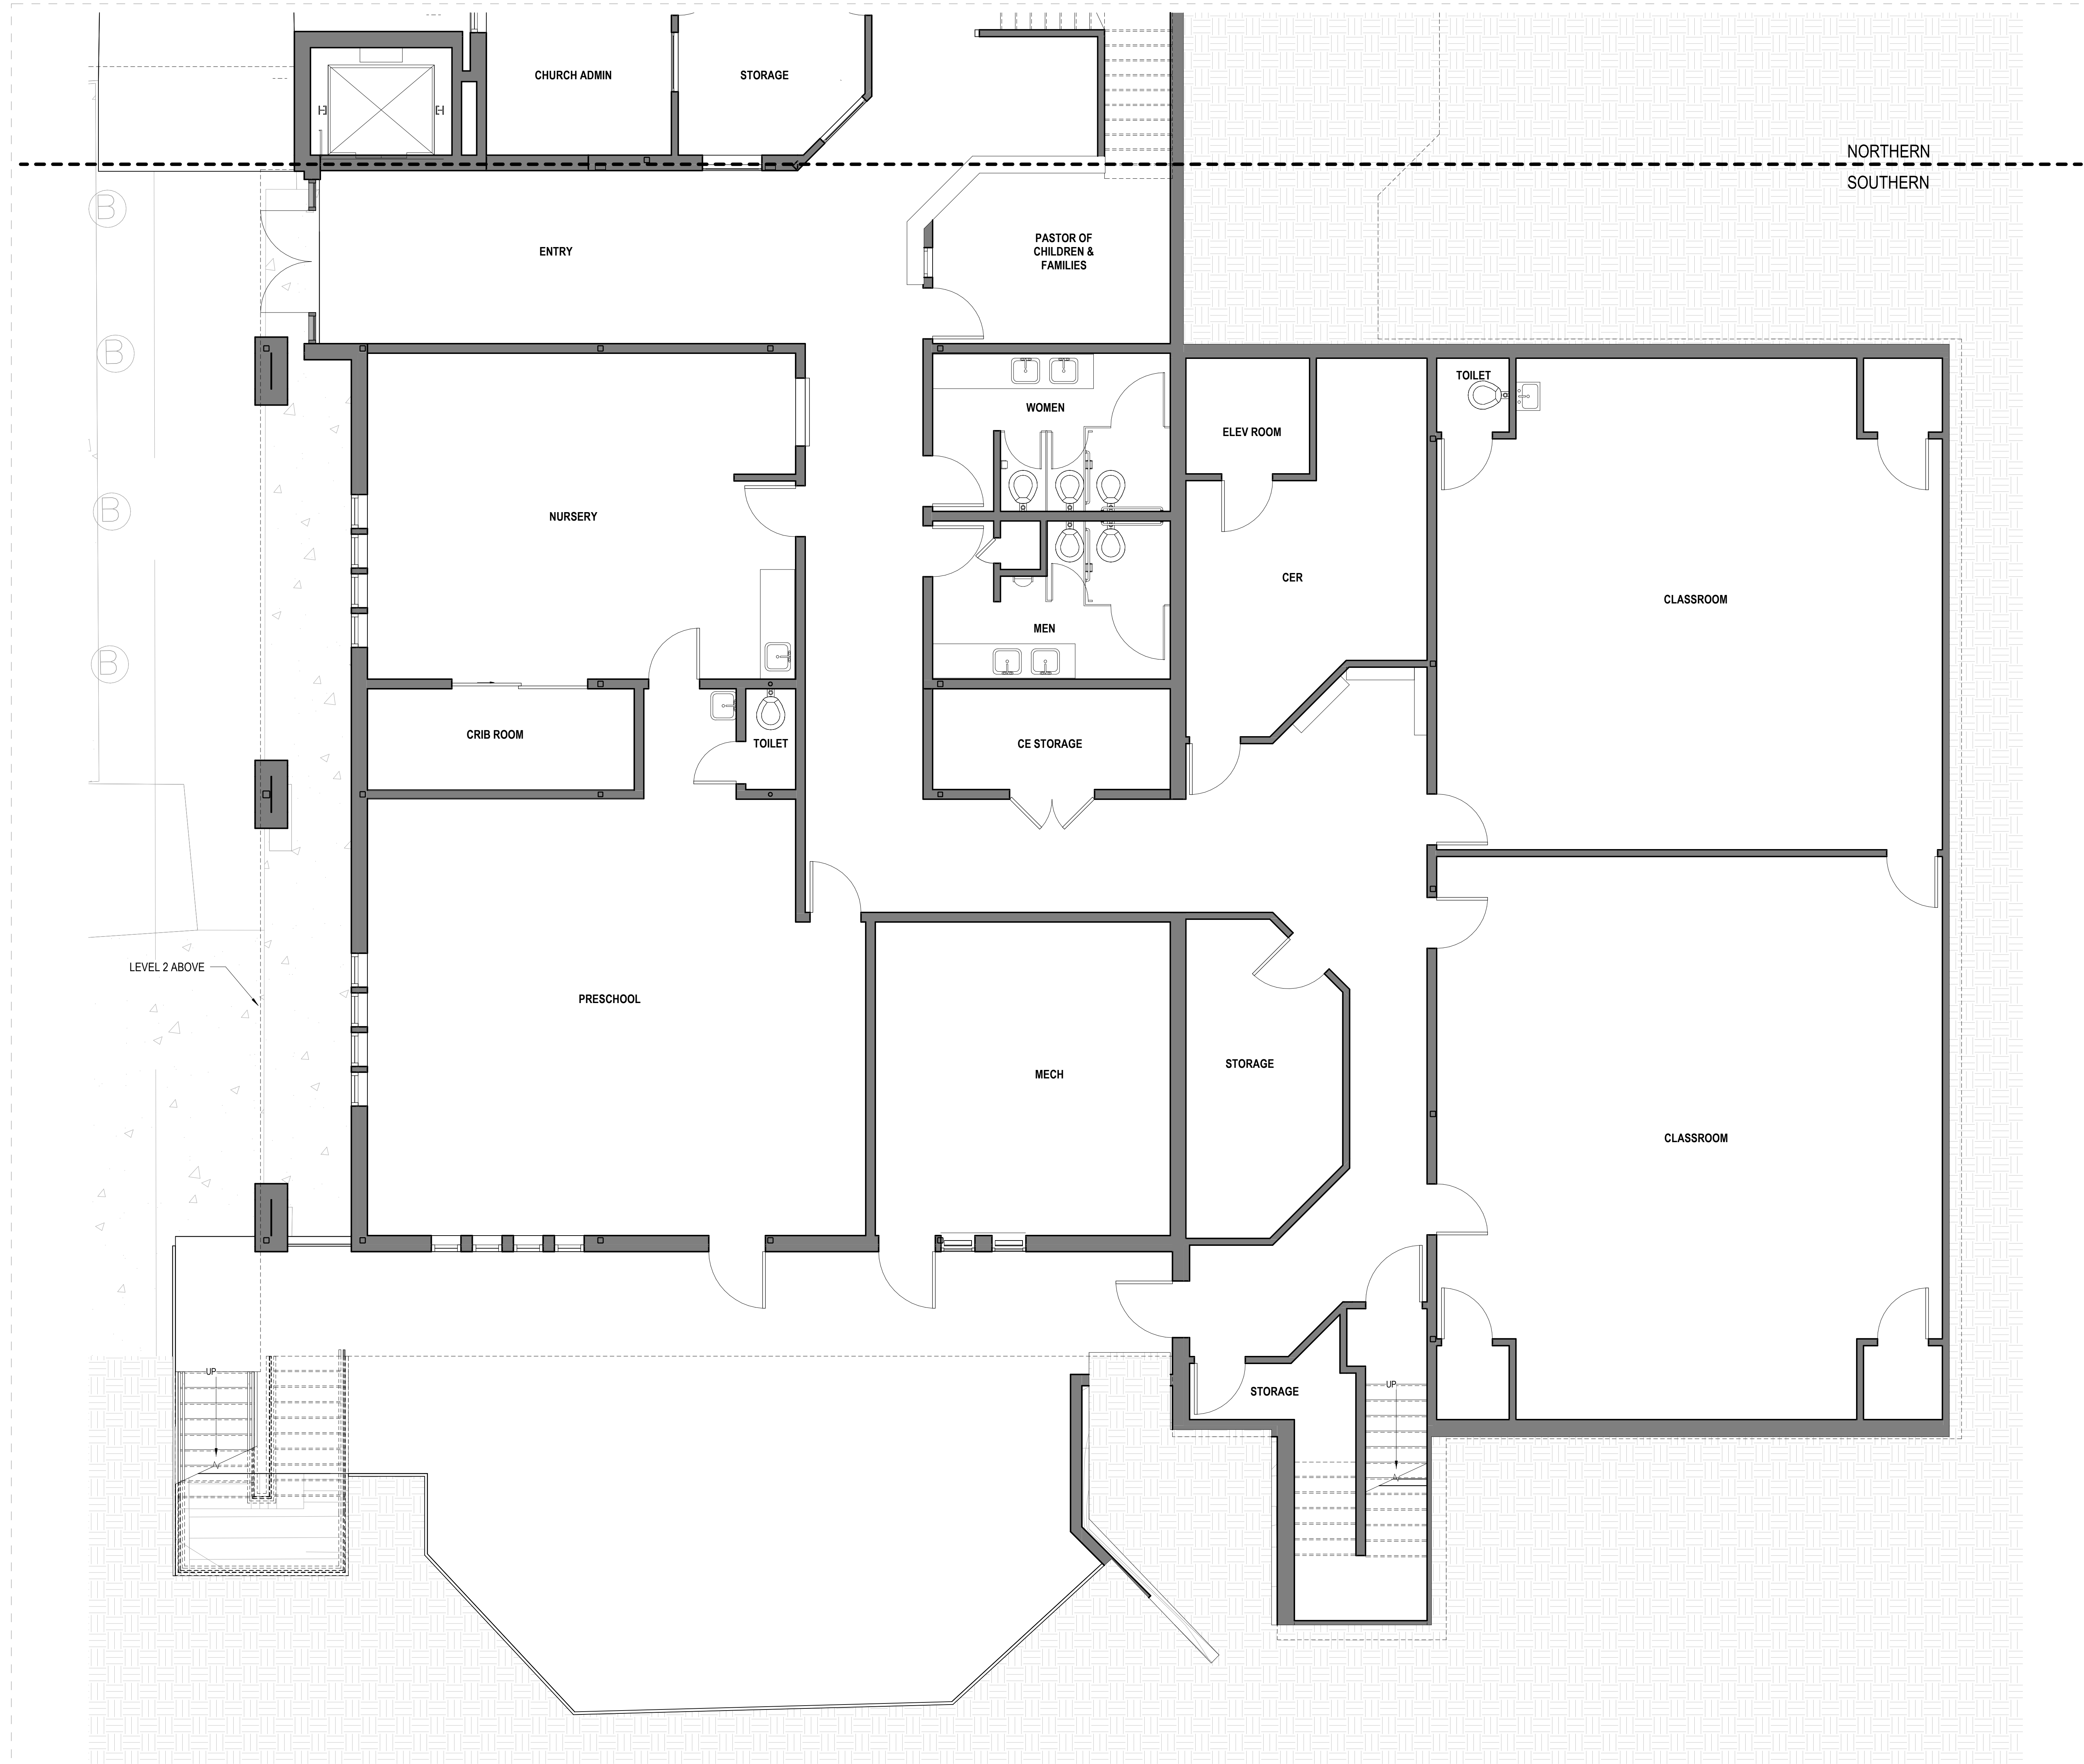 CHURCH ADMIN
STORAGE
NORTHERN
SOUTHERN
B
ENTRY
PASTOR OF
CHILDREN &
FAMILIES
B
TOILET
WOMEN
ELEV ROOM
B
NURSERY
CER
CLASSROOM
MEN
B
CRIB ROOM
TOILET
CE STORAGE
LEVEL 2 ABOVE
PRESCHOOL
STORAGE
MECH
CLASSROOM
UP
STORAGE
UP